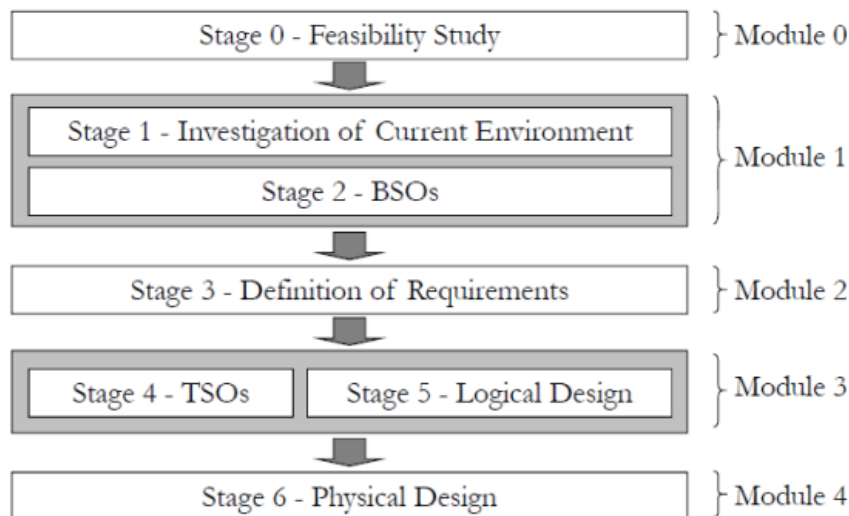 Stage 0 - Feasibility Study
Module 0
Stage 1 - Investigation of Current Environment
Module 1
Stage 2 - BSOs
Stage 3 - Definition of Requirements
Module 2
Stage 4 - TSOs
Stage 5 - Logical Design
Module 3
Stage 6 - Physical Design
Module 4